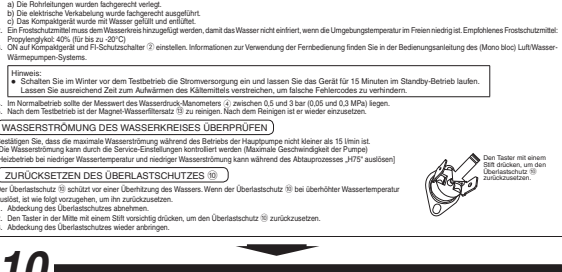 a) Die Rohrleitungen wurden fachgerecht verlegt.
b) Die elektrische Verkabelung wurde fachgerecht ausgeführt.
c) Das Kompaktgerät wurde mit Wasser gefüllt und entlüftet.
Ein Frostschutzmittel muss dem Wasserkreis hinzugefügt werden, damit das Wasser nicht einfriert, wenn die Umgebungstemperatur im Freien niedrig ist. Empfohlenes Frostschutzmittel:
Propylenglykol: 40% (für bis zu -20°C)
ON auf Kompaktgerät und FI-Schutzschalter ② einstellen. Informationen zur Verwendung der Fernbedienung finden Sie in der Bedienungsanleitung des (Mono bloc) Luft/Wasser-
Wärmepumpen-Systems.
Hinweis:
● Schalten Sie im Winter vor dem Testbetrieb die Stromversorgung ein und lassen Sie das Gerät für 15 Minuten im Standby-Betrieb laufen.
Lassen Sie ausreichend Zeit zum Aufwärmen des Kältemittels verstreichen, um falsche Fehlercodes zu verhindern.
Im Normalbetrieb sollte der Messwert des Wasserdruck-Manometers ④ zwischen 0,5 und 3 bar (0,05 und 0,3 MPa) liegen.
Nach dem Testbetrieb ist der Magnet-Wasserfiltersatz ⑬ zu reinigen. Nach dem Reinigen ist er wieder einzusetzen.
WASSERSTRÖMUNG DES WASSERKREISES ÜBERPRÜFEN
Bestätigen Sie, dass die maximale Wasserströmung während des Betriebs der Hauptpumpe nicht kleiner als 15 l/min ist.
Die Wasserströmung kann durch die Service-Einstellungen kontrolliert werden (Maximale Geschwindigkeit der Pumpe)
Heizbetrieb bei niedriger Wassertemperatur und niedriger Wasserströmung kann während des Abtauprozesses „H75" auslösen]
ZURÜCKSETZEN DES ÜBERLASTSCHUTZES ⑩
Der Überlastschutz ⑩ schützt vor einer Überhitzung des Wassers. Wenn der Überlastschutz ⑩ bei überhöhter Wassertemperatur
auslöst, ist wie folgt vorzugehen, um ihn zurückzusetzen.
Abdeckung des Überlastschutzes abnehmen.
Den Taster in der Mitte mit einem Stift vorsichtig drücken, um den Überlastschutz ⑩ zurückzusetzen.
Abdeckung des Überlastschutzes wieder anbringen.
Den Taster mit einem
Stift drücken, um den
Überlastschutz ⑩
zurückzusetzen.
10